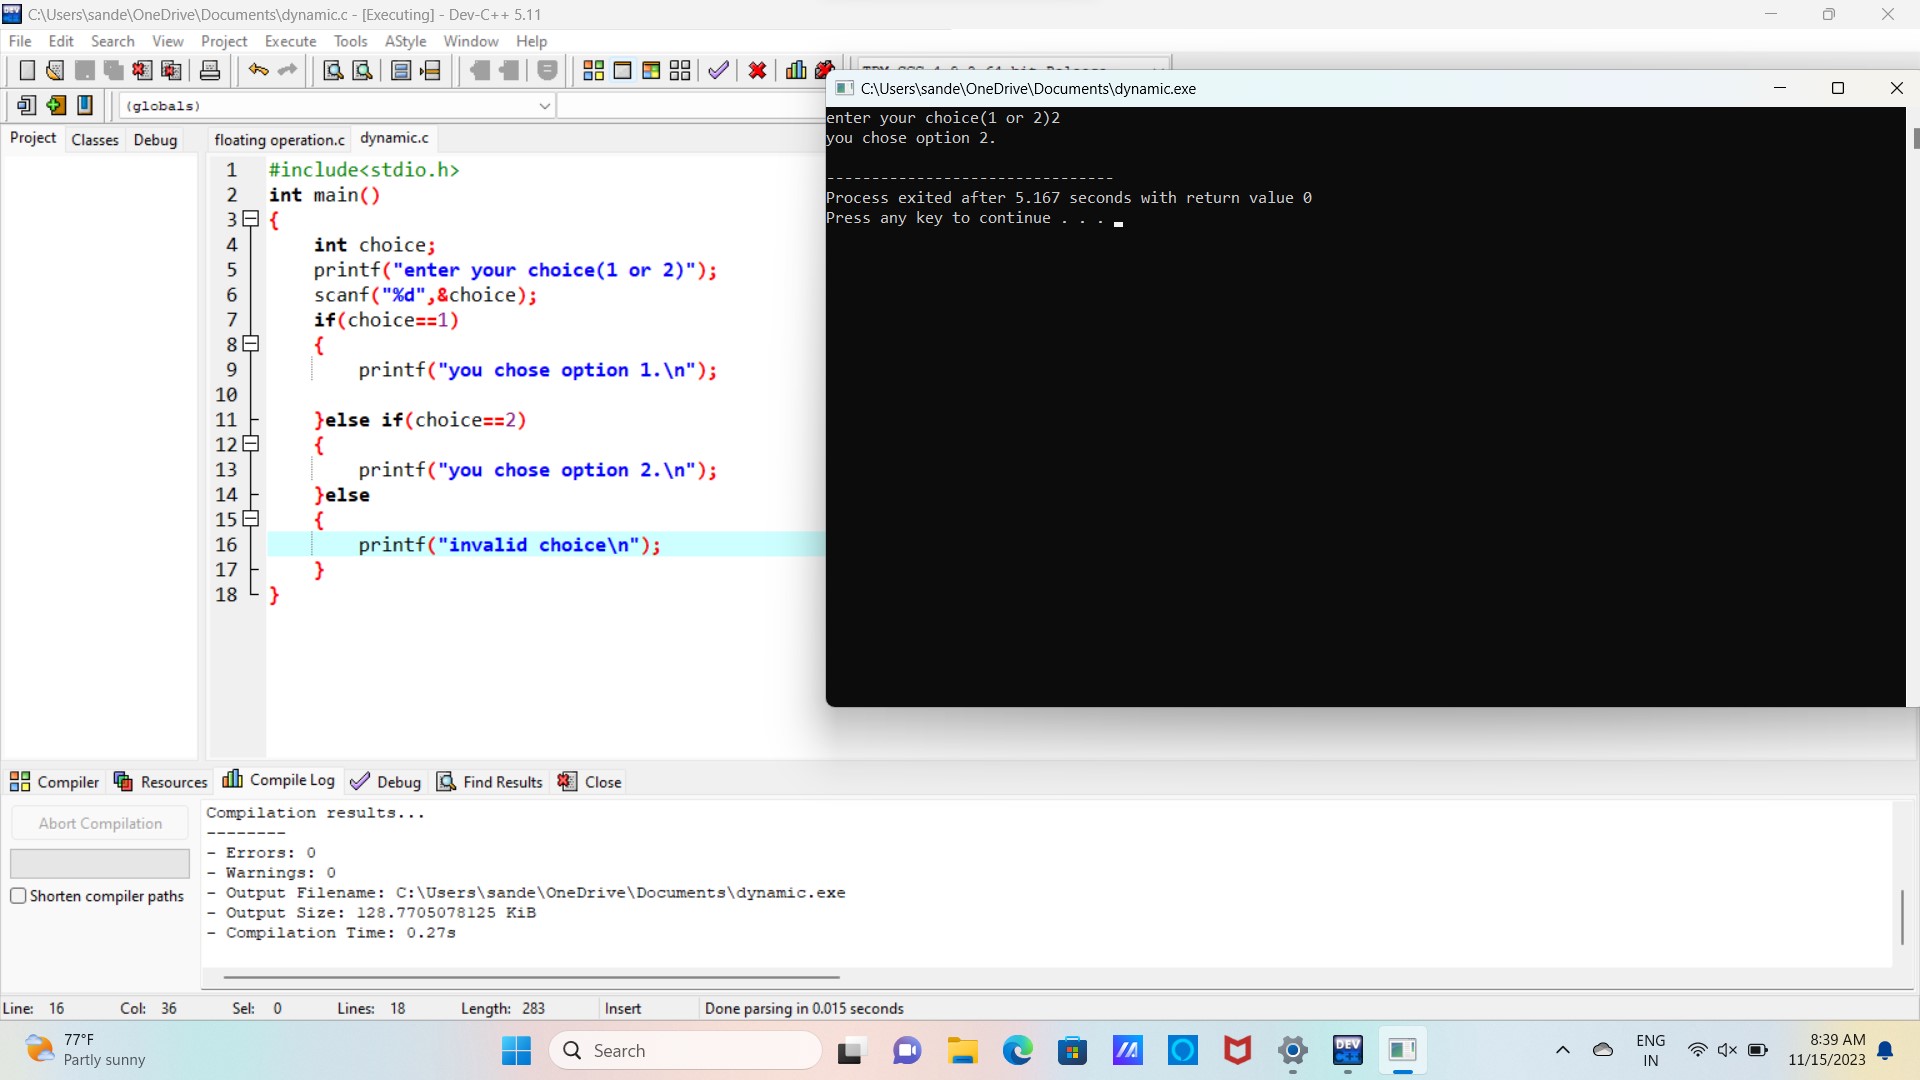 C:\Users\sande\OneDrive\Documents\dynamic.c - [Executing] - Dev-C++ 5.11
File Edit Search View Project Execute Tools AStyle Window Help
(globals)
Project Classes Debug
floating operation.c dynamic.c
1 #include<stdio.h>
2 int main()
3 {
4 int choice;
5 printf("enter your choice(1 or 2)");
6 scanf("%d",&choice);
7 if(choice==1)
8 {
9 printf("you chose option 1.\n");
10
11 }else if(choice==2)
12 {
13 printf("you chose option 2.\n");
14 }else
15 {
16 printf("invalid choice\n");
17 }
18 }
C:\Users\sande\OneDrive\Documents\dynamic.exe
enter your choice(1 or 2)2
you chose option 2.
--------------------------------
Process exited after 5.167 seconds with return value 0
Press any key to continue . . .
Compiler Resources Compile Log Debug Find Results Close
Abort Compilation
Shorten compiler paths
Compilation results...
--------
- Errors: 0
- Warnings: 0
- Output Filename: C:\Users\sande\OneDrive\Documents\dynamic.exe
- Output Size: 128.7705078125 KiB
- Compilation Time: 0.27s
Line: 16 Col: 36 Sel: 0 Lines: 18 Length: 283 Insert Done parsing in 0.015 seconds
77°F
Partly sunny
Search
DEV
C++
ENG
IN
8:39 AM
11/15/2023